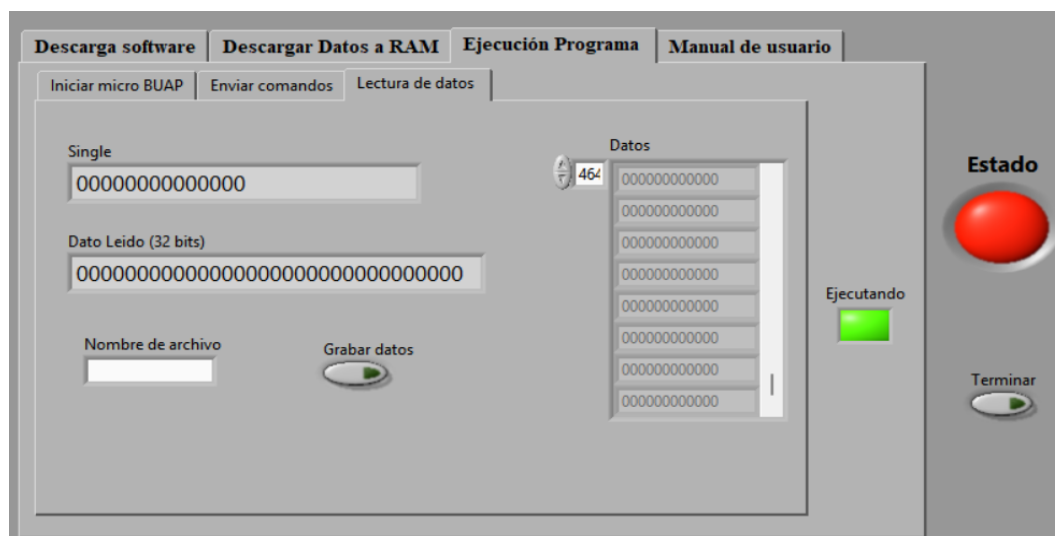 Descarga software
Descargar Datos a RAM
Ejecución Programa
Manual de usuario
Iniciar micro BUAP
Enviar comandos
Lectura de datos
Single
00000000000000
Dato Leido (32 bits)
00000000000000000000000000000000
Nombre de archivo
Grabar datos
Datos
464
000000000000
000000000000
000000000000
000000000000
000000000000
000000000000
000000000000
000000000000
Ejecutando
Estado
Terminar